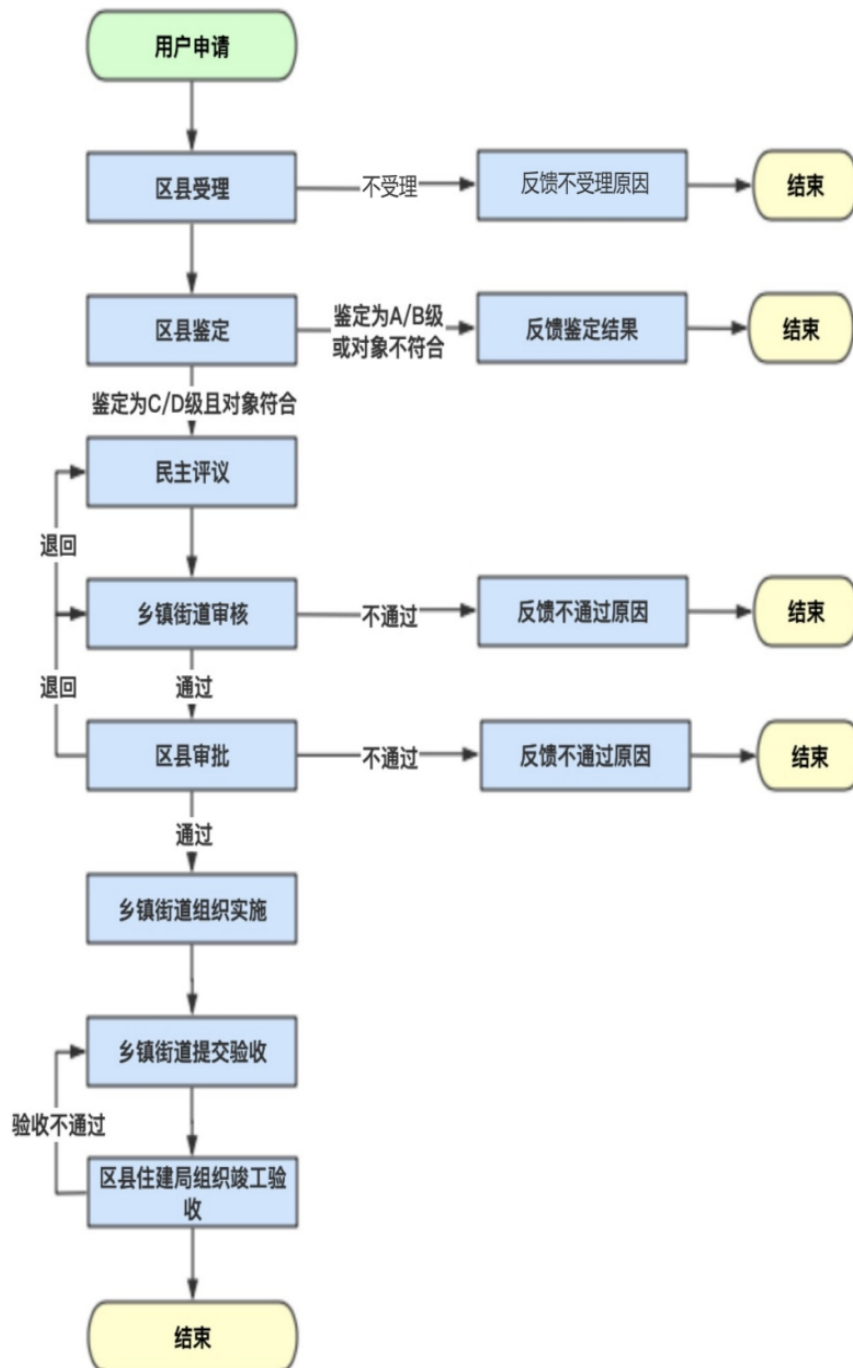 用户申请
区县受理
不受理
反馈不受理原因
结束
区县鉴定
鉴定为A/B级
或对象不符合
反馈鉴定结果
结束
鉴定为C/D级且对象符合
民主评议
退回
乡镇街道审核
不通过
反馈不通过原因
结束
退回
通过
区县审批
不通过
反馈不通过原因
结束
通过
乡镇街道组织实施
乡镇街道提交验收
验收不通过
区县住建局组织竣工验
收
结束